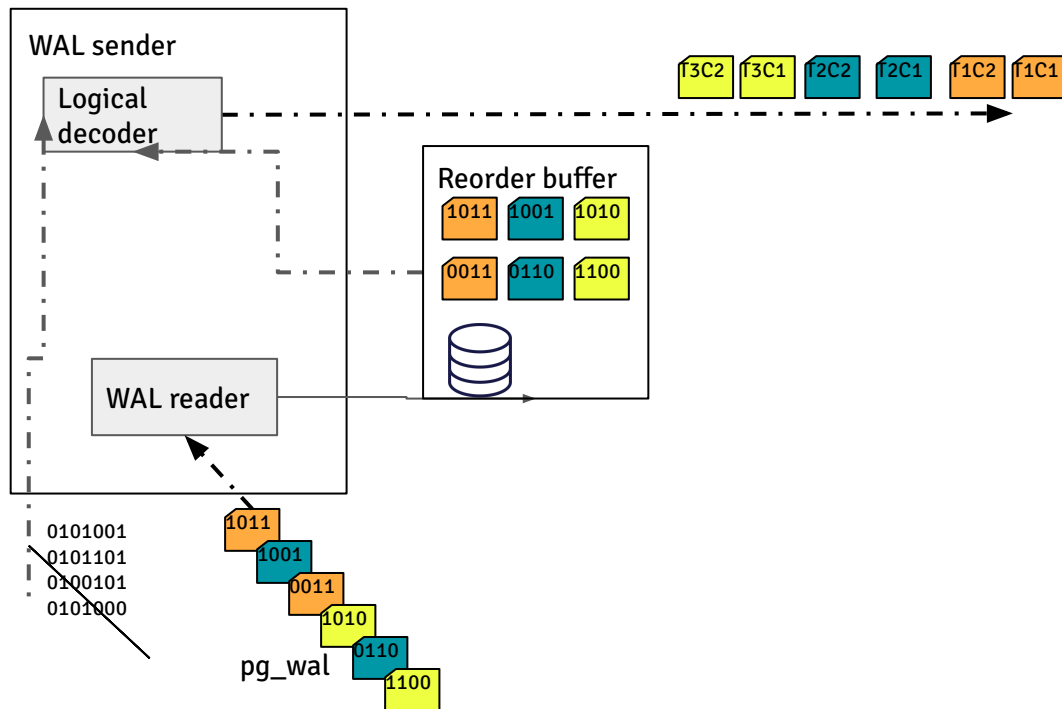 WAL sender
Logical
decoder
T3C2 T3C1 T2C2 T2C1 T1C2 T1C1
Reorder buffer
1011 1001 1010
0011 0110 1100
WAL reader
0101001
0101101
0100101
0101000
1011
1001
0011
1010
0110
pg_wal
1100